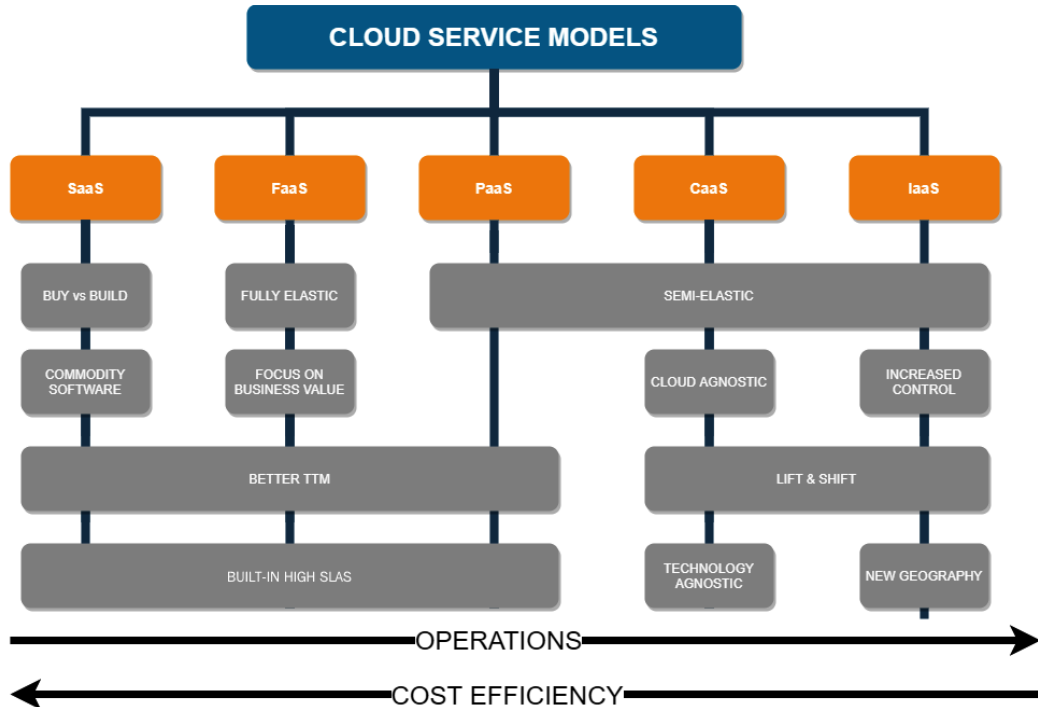 CLOUD SERVICE MODELS
SaaS
FaaS
PaaS
CaaS
IaaS
BUY vs BUILD
FULLY ELASTIC
SEMI-ELASTIC
COMMODITY
SOFTWARE
FOCUS ON
BUSINESS VALUE
CLOUD AGNOSTIC
INCREASED
CONTROL
BETTER TTM
LIFT & SHIFT
BUILT-IN HIGH SLAS
TECHNOLOGY
AGNOSTIC
NEW GEOGRAPHY
OPERATIONS
COST EFFICIENCY